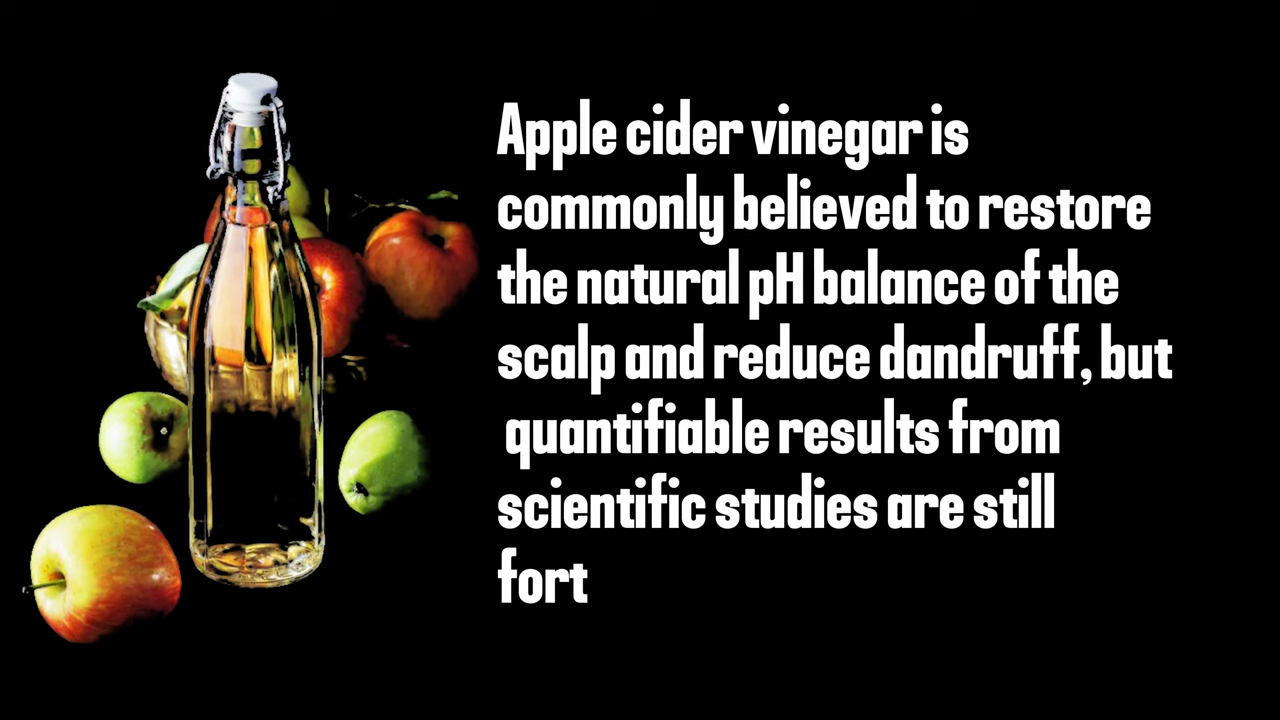 Apple cider vinegar is
commonly believed to restore
the natural pH balance of the
scalp and reduce dandruff, but
quantifiable results from
scientific studies are still
fort